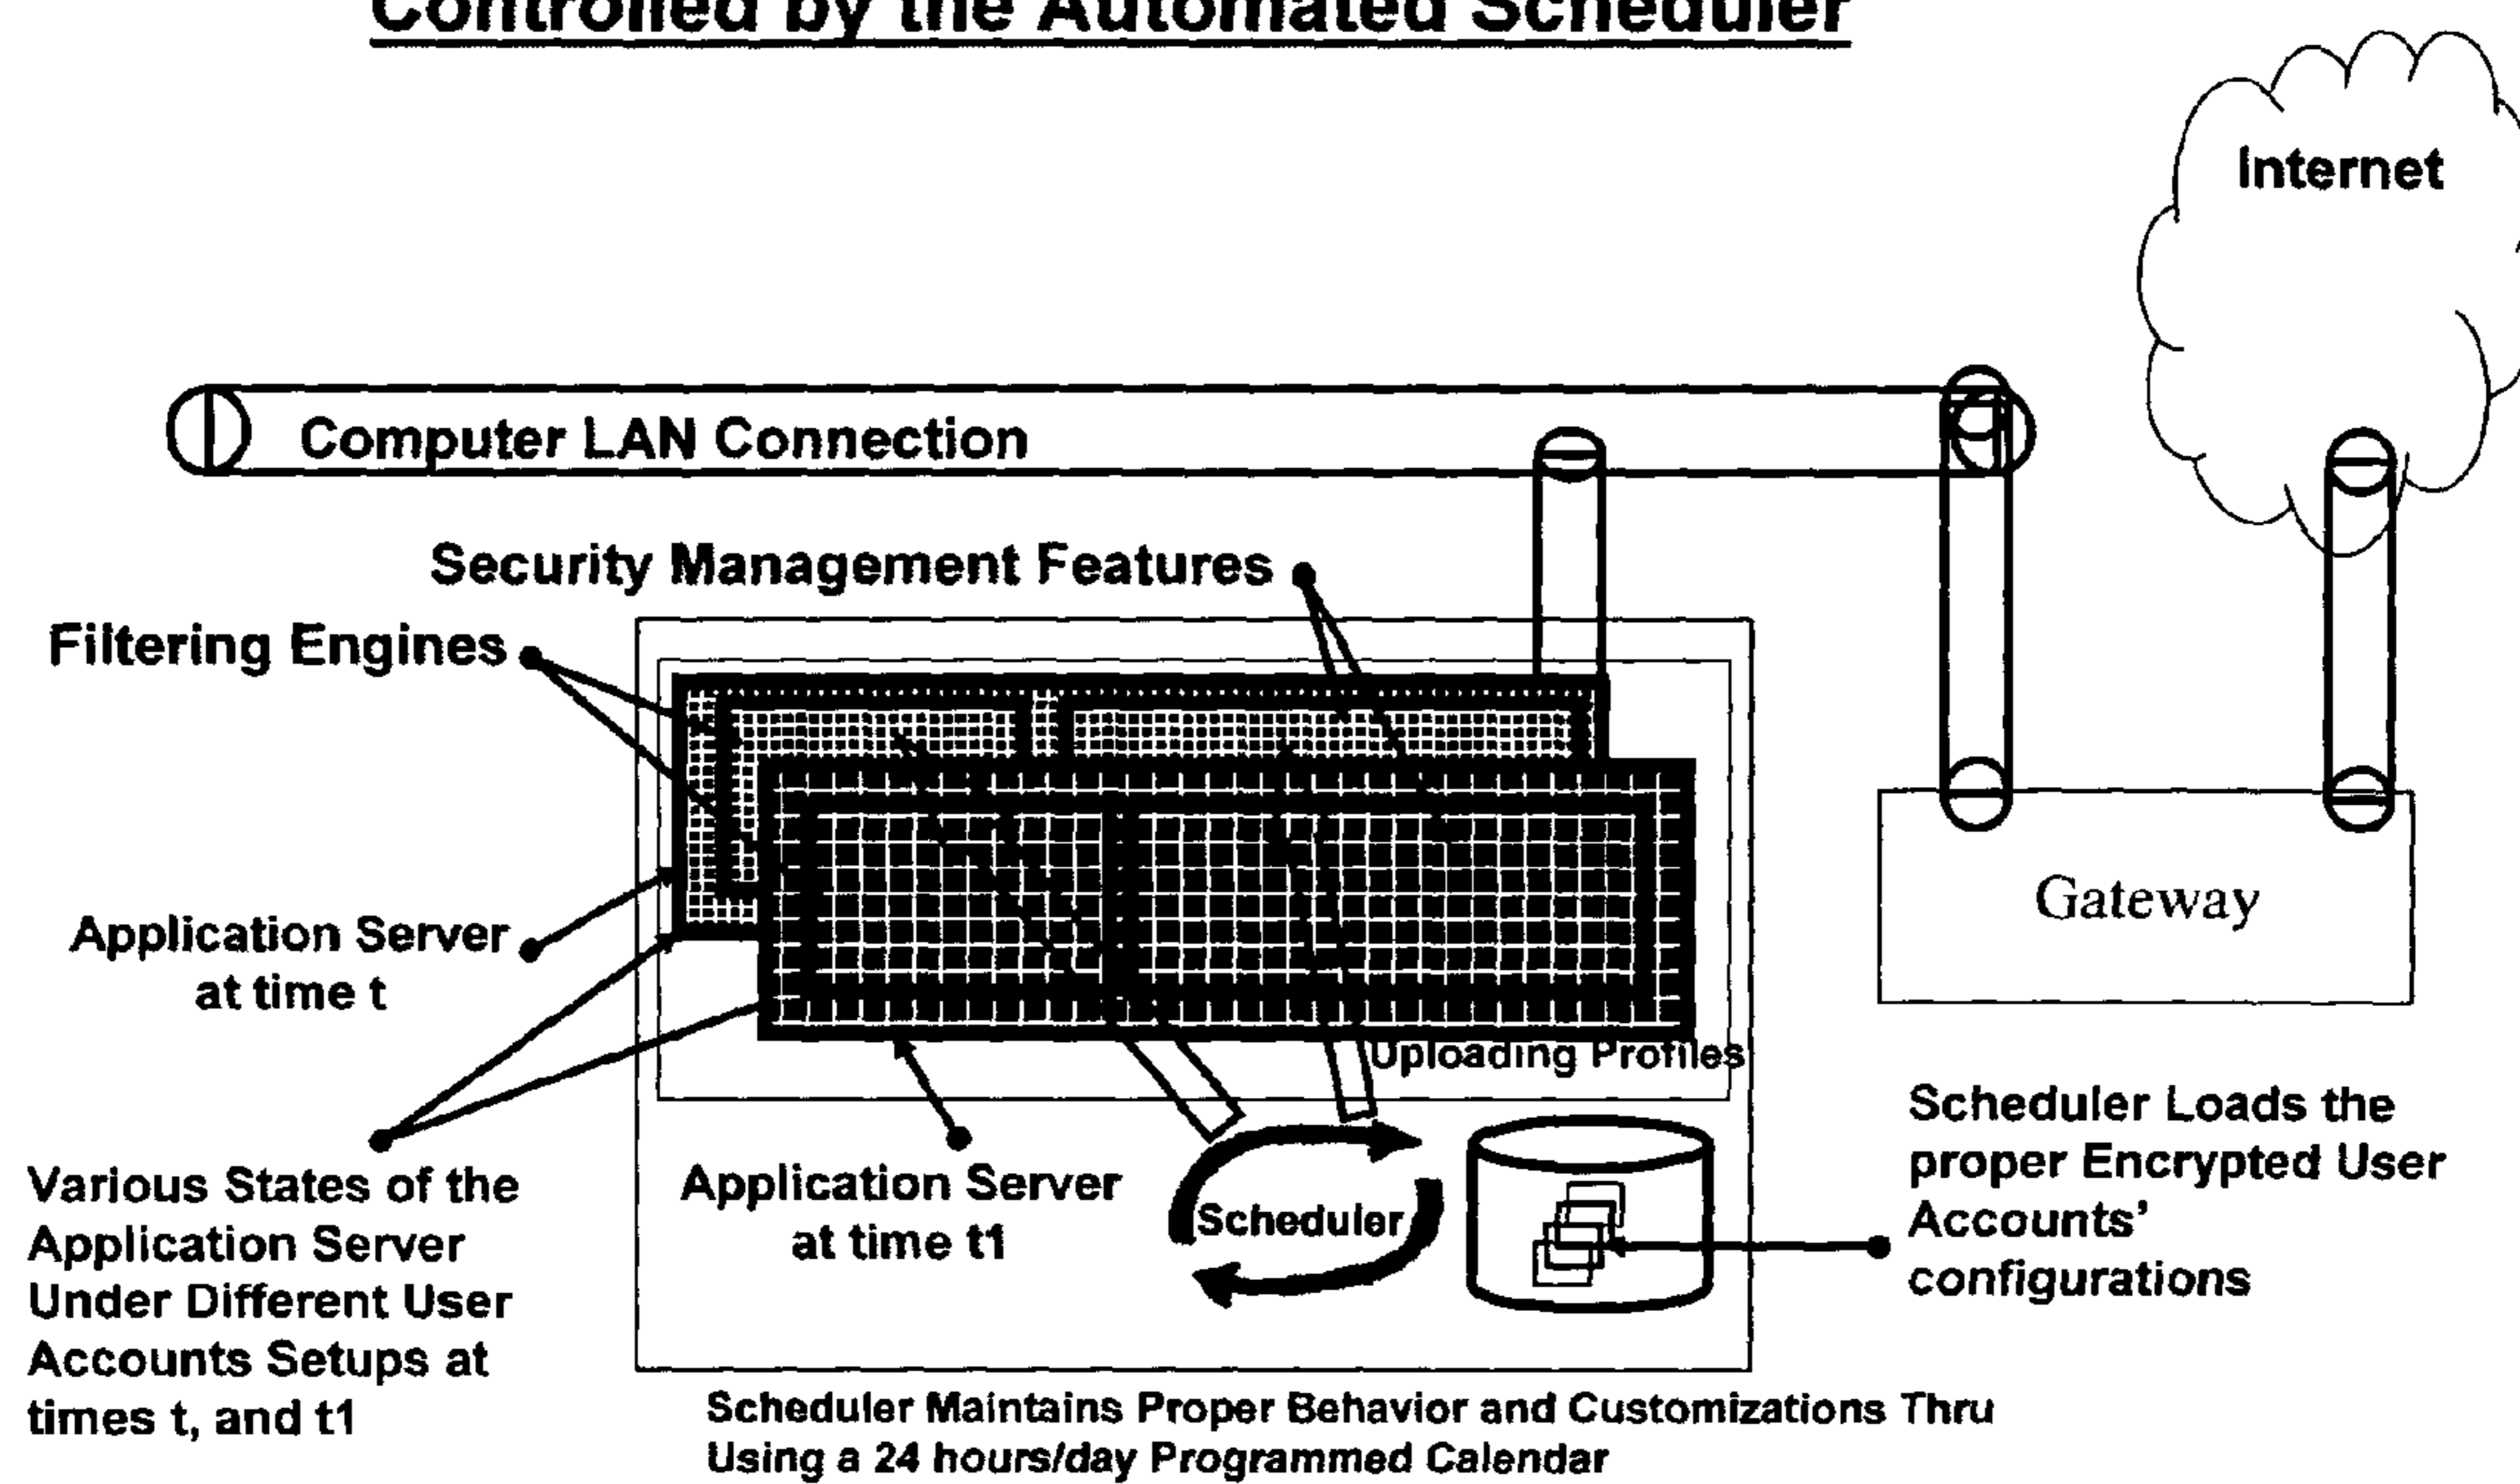 Controlled by the Automated Scheduler
Internet
Computer LAN Connection
Security Management Features
Filtering Engines
Application Server
at time t
Gateway
Uploading Profiles
Various States of the
Application Server
Under Different User
Accounts Setups at
times t, and t1
Application Server
at time t1
Scheduler
Scheduler Loads the
proper Encrypted User
Accounts’
configurations
Scheduler Maintains Proper Behavior and Customizations Thru
Using a 24 hours/day Programmed Calendar